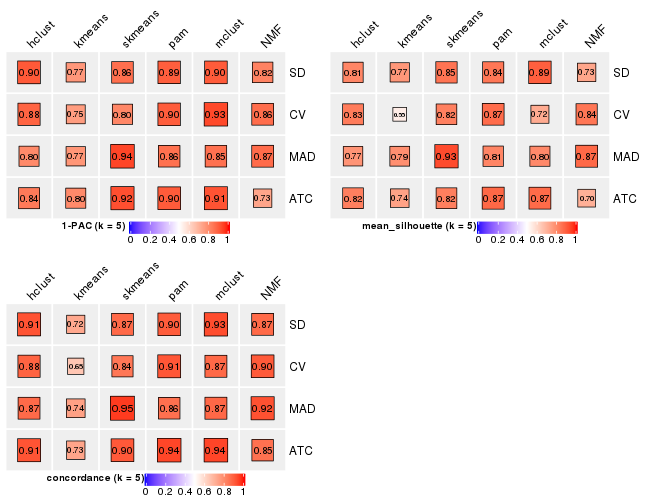 hclust kmeans skmeans pam mclust NMF
0.90 0.77 0.86 0.89 0.90 0.82 SD
0.88 0.75 0.80 0.90 0.93 0.86 CV
0.80 0.77 0.94 0.86 0.85 0.87 MAD
0.84 0.80 0.92 0.90 0.91 0.73 ATC
1-PAC (k = 5)
0 0.2 0.4 0.6 0.8 1
hclust kmeans skmeans pam mclust NMF
0.81 0.77 0.85 0.84 0.89 0.73 SD
0.83 0.55 0.82 0.87 0.72 0.84 CV
0.77 0.79 0.93 0.81 0.80 0.87 MAD
0.82 0.74 0.82 0.87 0.87 0.70 ATC
mean_silhouette (k = 5)
0 0.2 0.4 0.6 0.8 1
hclust kmeans skmeans pam mclust NMF
0.91 0.72 0.87 0.90 0.93 0.87 SD
0.88 0.65 0.84 0.91 0.87 0.90 CV
0.87 0.74 0.95 0.86 0.87 0.92 MAD
0.91 0.73 0.90 0.94 0.94 0.85 ATC
concordance (k = 5)
0 0.2 0.4 0.6 0.8 1